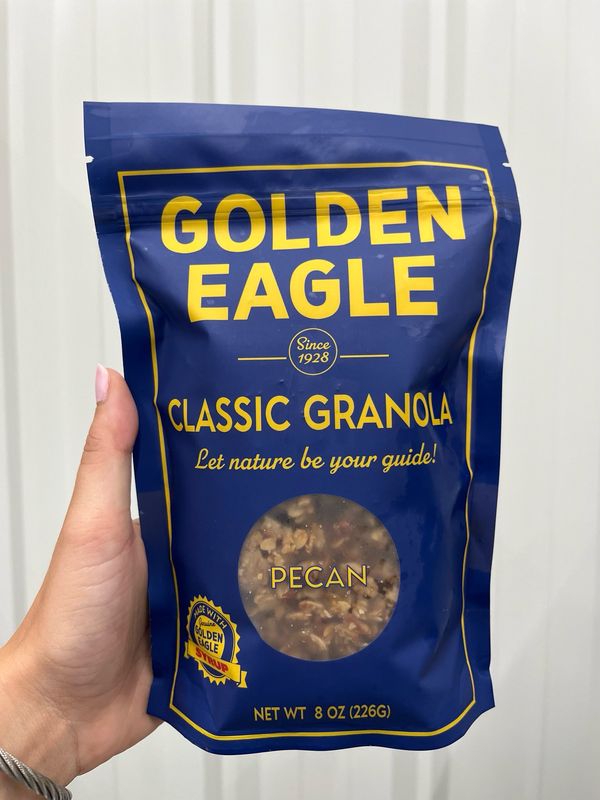 GOLDEN
EAGLE
Since
1928
CLASSIC GRANOLA
Let nature be your guide!
PECAN
MADE WITH
Genuine
GOLDEN
EAGLE
SYRUP
NET WT 8 OZ (226G)